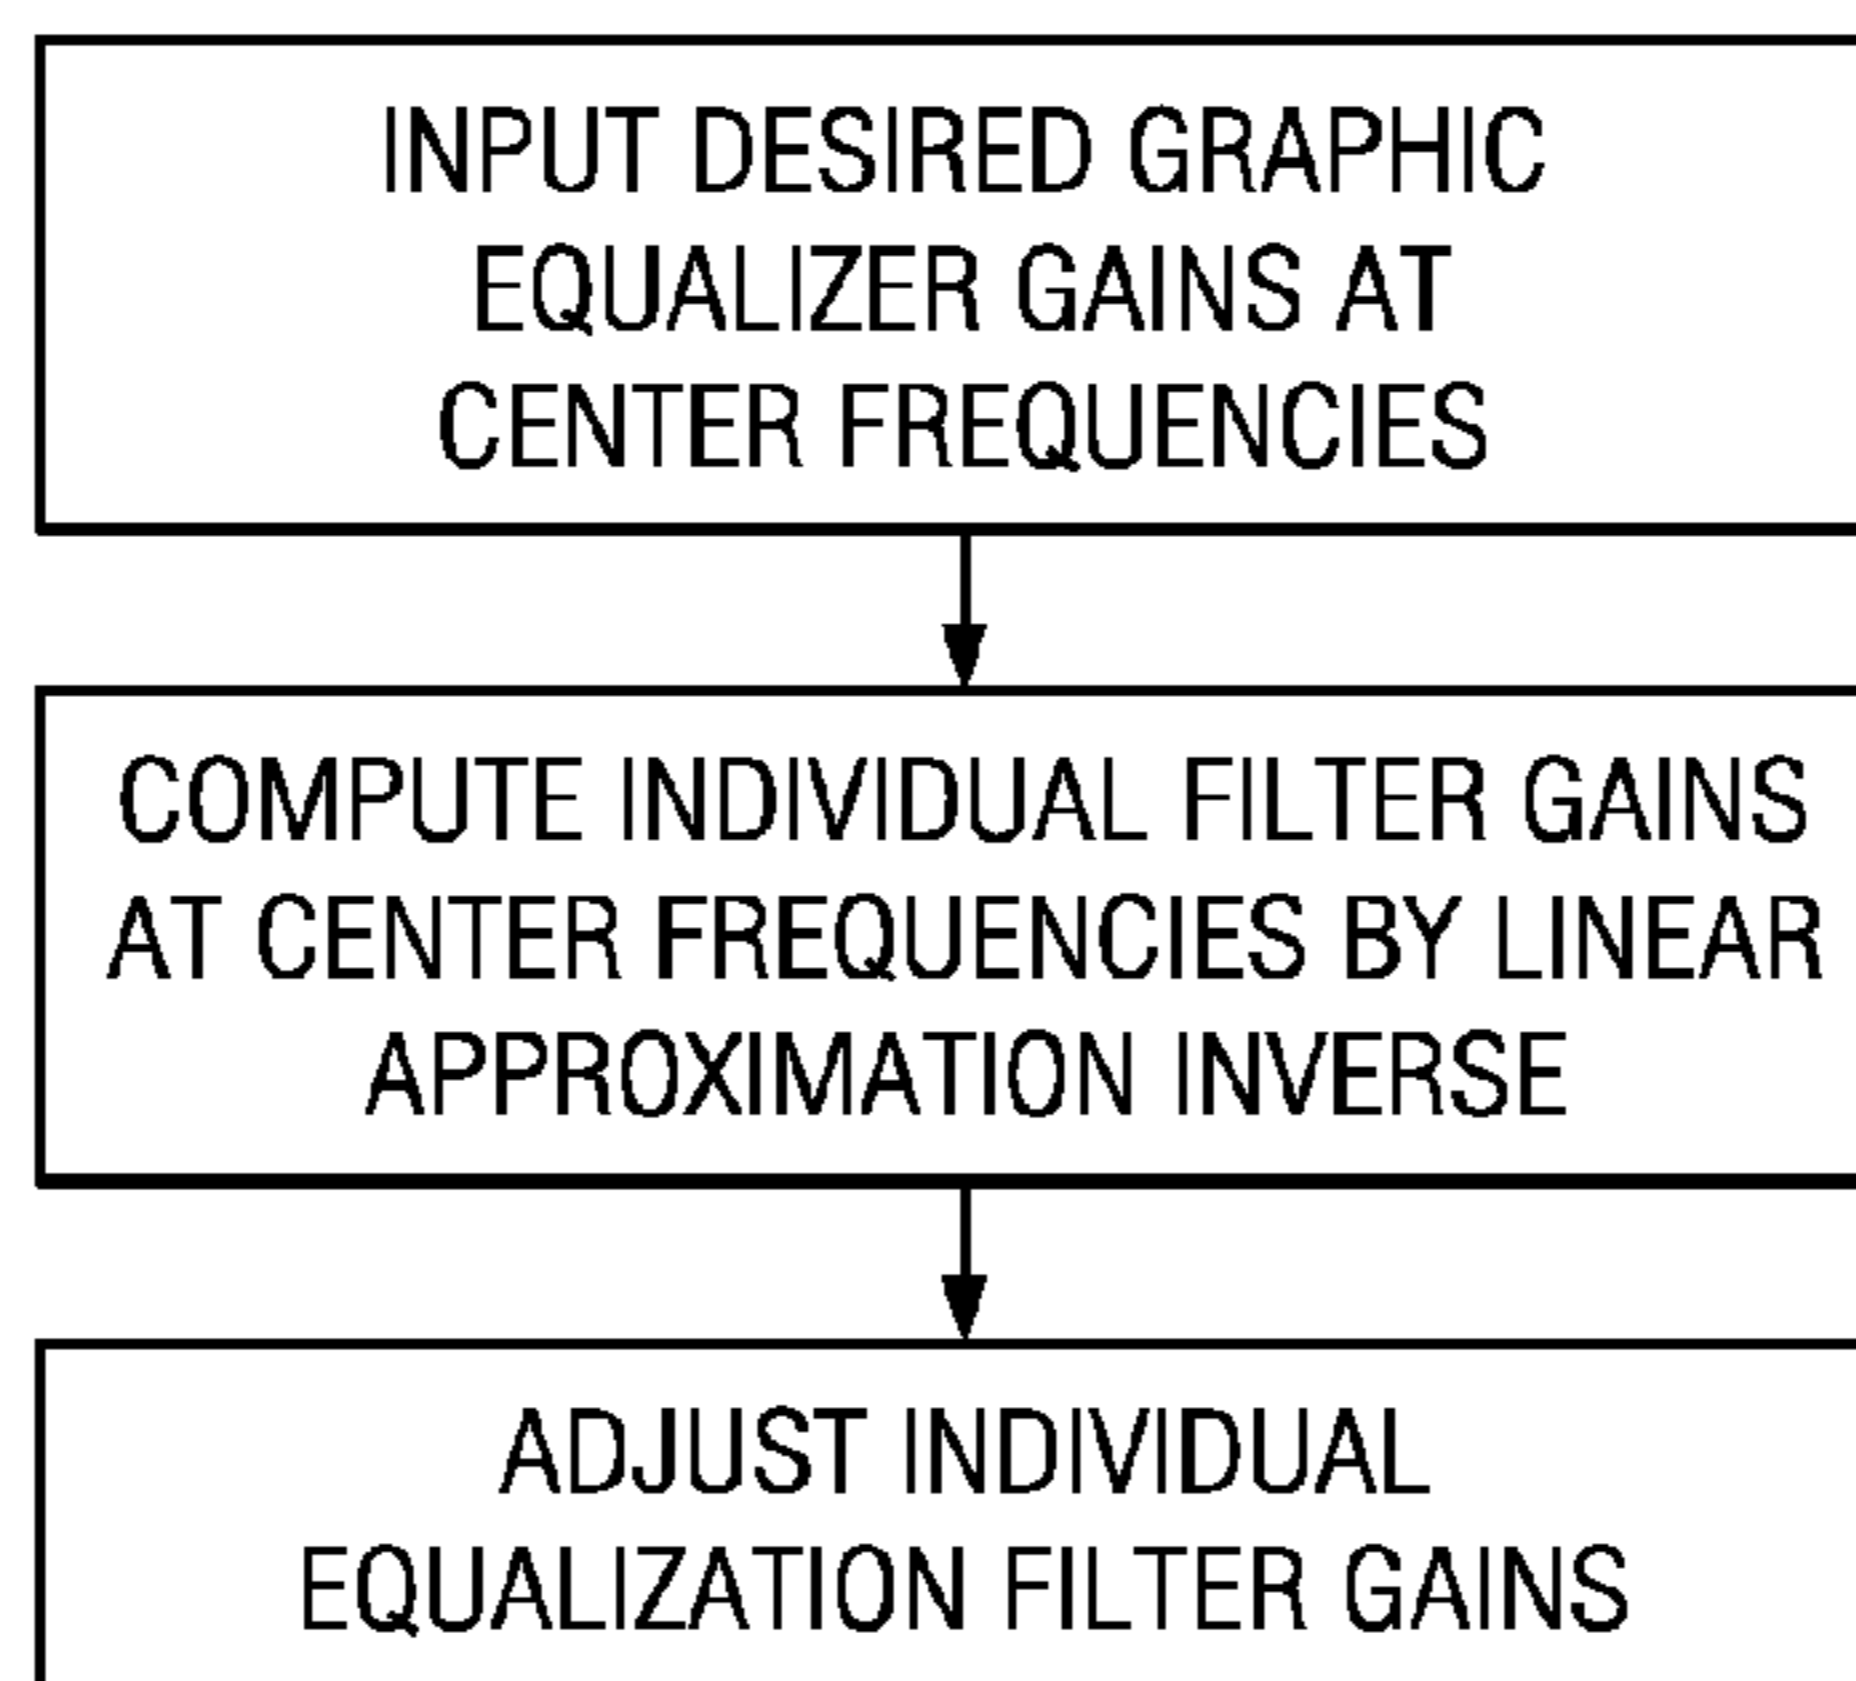 INPUT DESIRED GRAPHIC
EQUALIZER GAINS AT
CENTER FREQUENCIES
COMPUTE INDIVIDUAL FILTER GAINS
AT CENTER FREQUENCIES BY LINEAR
APPROXIMATION INVERSE
ADJUST INDIVIDUAL
EQUALIZATION FILTER GAINS